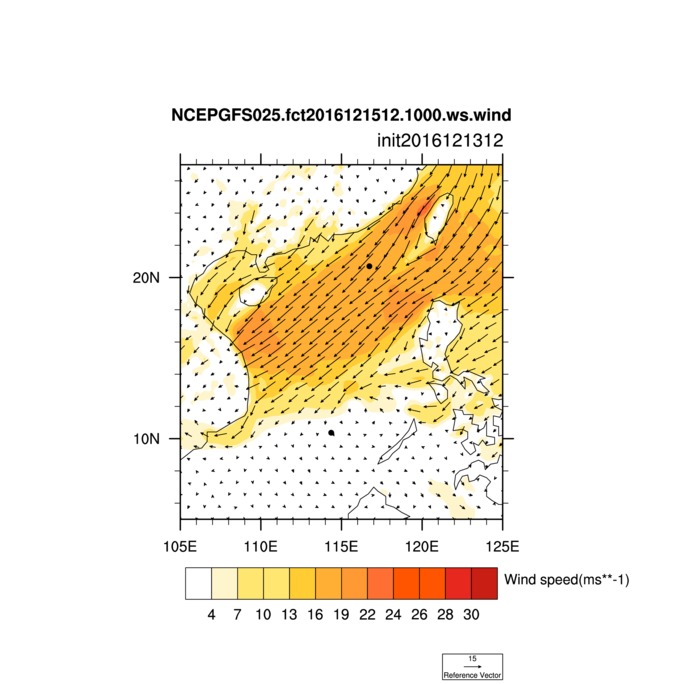 NCEPGFS025.fct2016121512.1000.ws.wind
init2016121312
20N
10N
105E 110E 115E 120E 125E
4 7 10 13 16 19 22 24 26 28 30
Wind speed(ms**-1)
15
Reference Vector